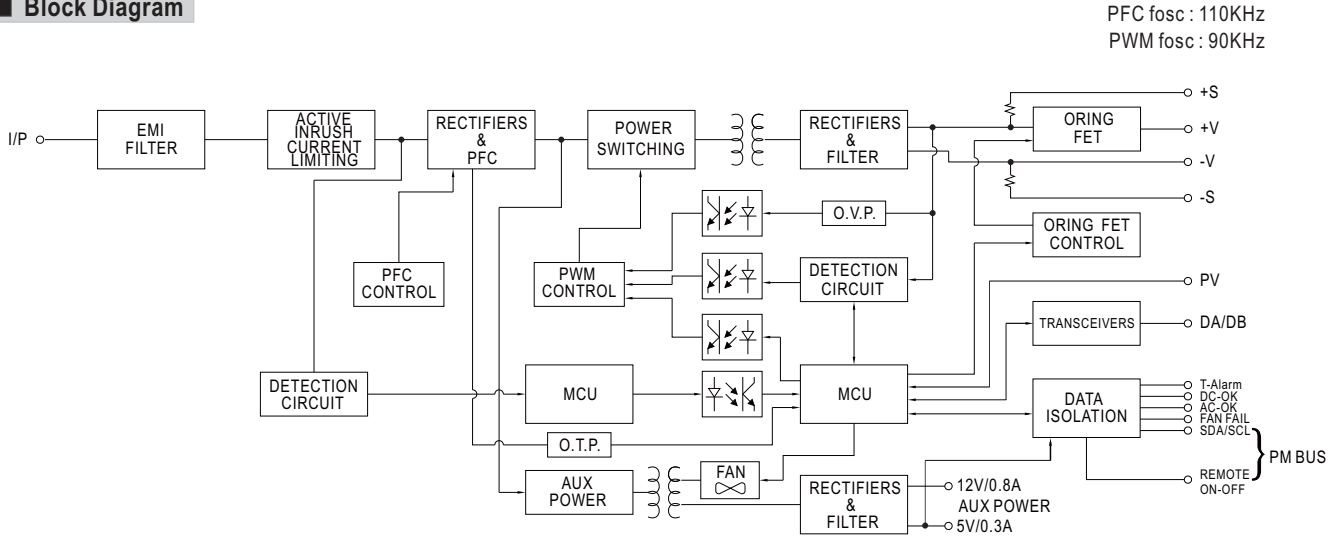 Block Diagram
PFC fosc : 110KHz
PWM fosc : 90KHz
I/P
EMI
FILTER
ACTIVE
INRUSH
CURRENT
LIMITING
RECTIFIERS
&
PFC
POWER
SWITCHING
RECTIFIERS
&
FILTER
ORING
FET
+S
+V
-V
-S
O.V.P.
ORING FET
CONTROL
PFC
CONTROL
PWM
CONTROL
DETECTION
CIRCUIT
PV
TRANSCEIVERS
DA/DB
DETECTION
CIRCUIT
MCU
MCU
DATA
ISOLATION
T-Alarm
DC-OK
AC-OK
FAN FAIL
SDA/SCL
PM BUS
REMOTE
ON-OFF
O.T.P.
AUX
POWER
FAN
RECTIFIERS
&
FILTER
12V/0.8A
AUX POWER
5V/0.3A